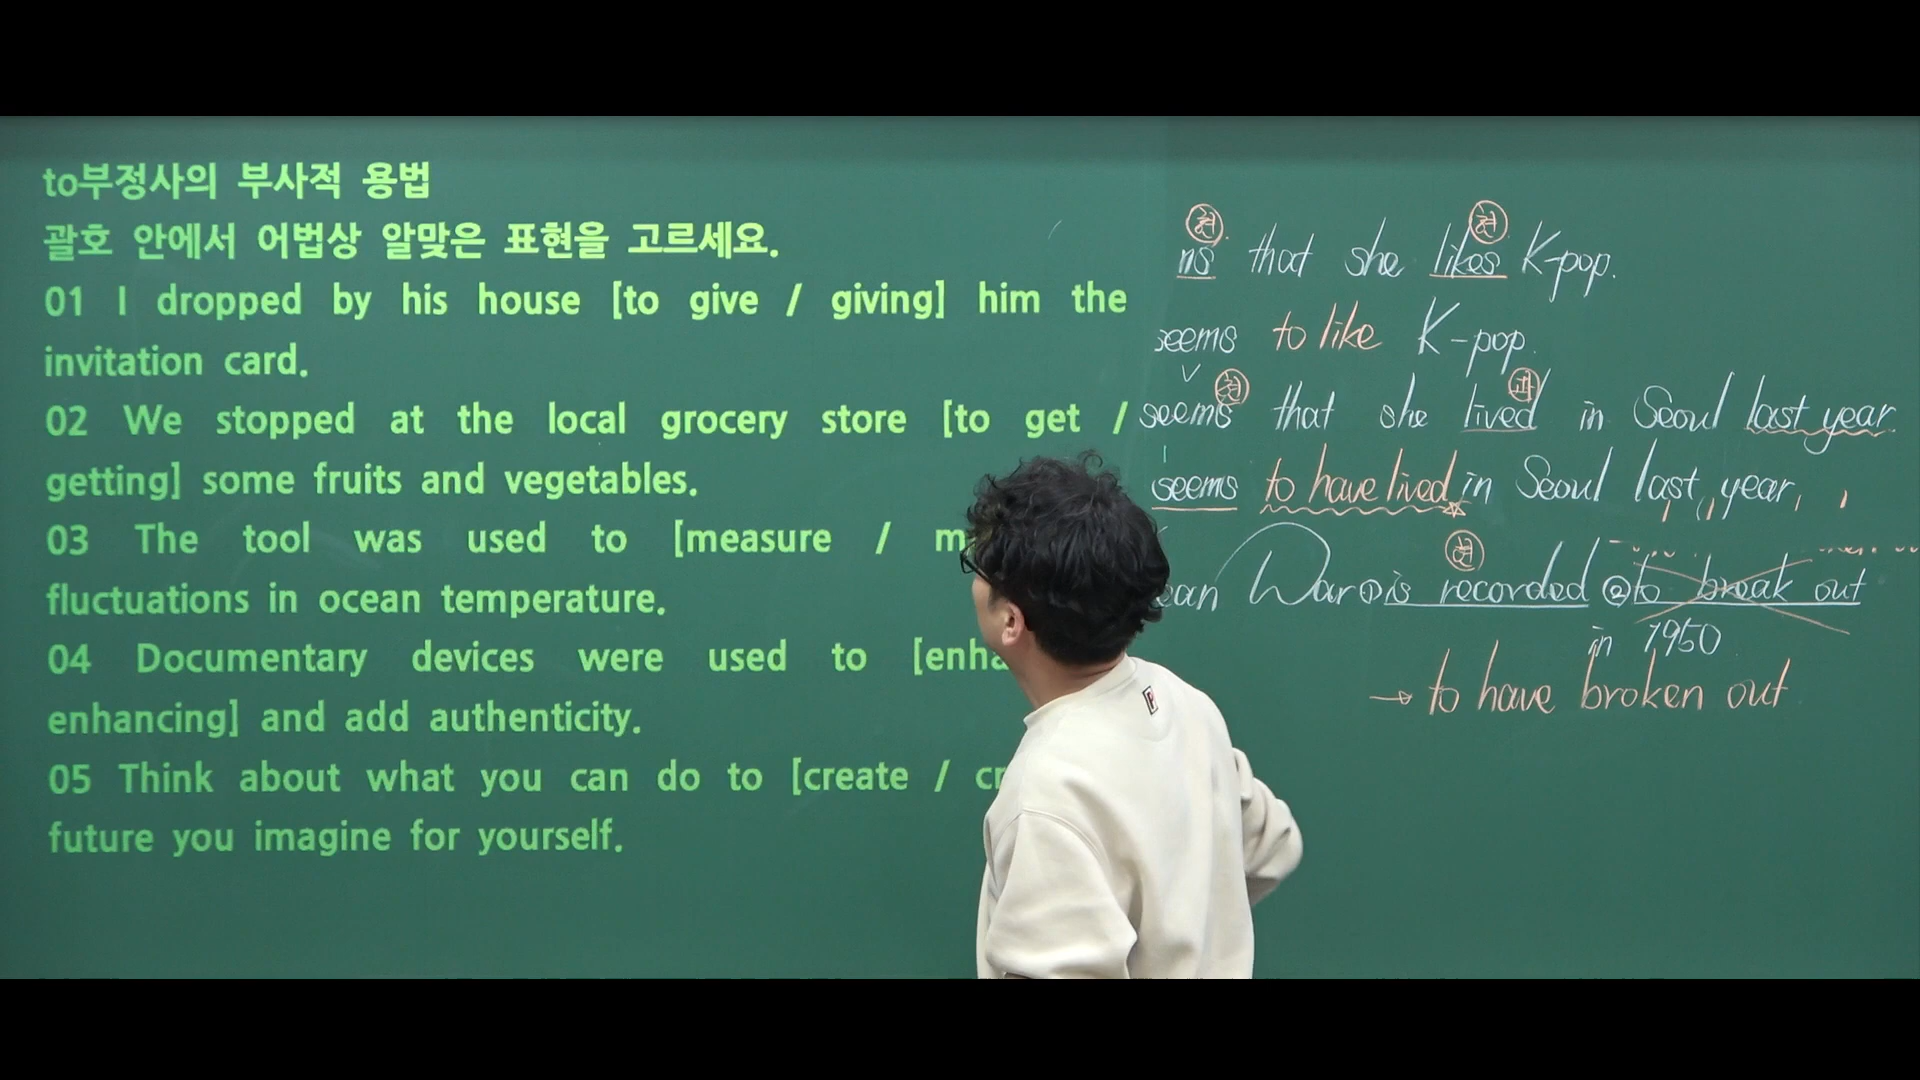 to부정사의 부사적 용법
괄호 안에서 어법상 알맞은 표현을 고르세요.
01 I dropped by his house [to give / giving] him the
invitation card.
02 We stopped at the local grocery store [to get /
getting] some fruits and vegetables.
03 The tool was used to [measure /
fluctuations in ocean temperature.
04 Documentary devices were used to
enhancing] and add authenticity.
05 Think about what you can do to [create /
future you imagine for yourself.
현 현
that she likes K-pop.
seems to like K-pop.
현 과
seems that she lived in Seoul last year.
seems to have lived in Seoul last year,
현
War ① is recorded ② to break out
in 1950
→ to have broken out